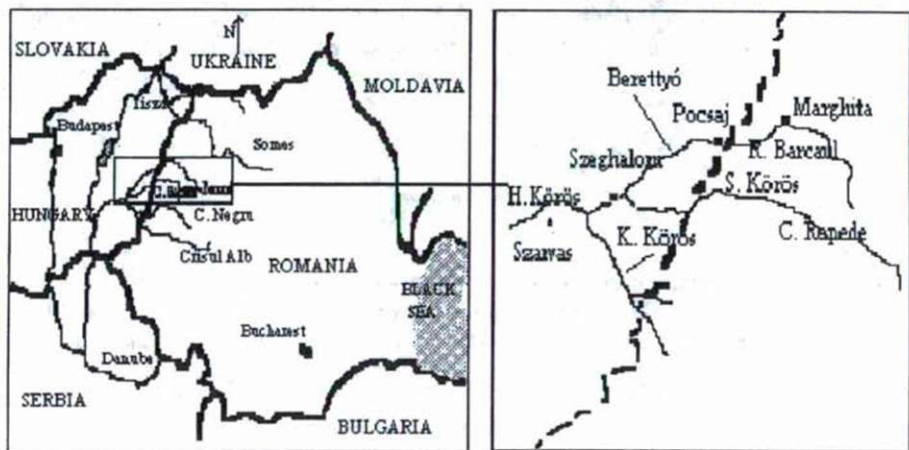 N
SLOVAKIA
UKRAINE
MOLDAVIA
Tisza
Budapest
Somes
HUNGARY
C. Negru
Crisul Alb
ROMANIA
BLACK
SEA
Bucharest
Danube
SERBIA
BULGARIA
Berettyó
Pocsaj
Marghita
R. Barcau
Szeghalom
S. Körös
H. Körös
K. Körös
C. Repede
Szarvas